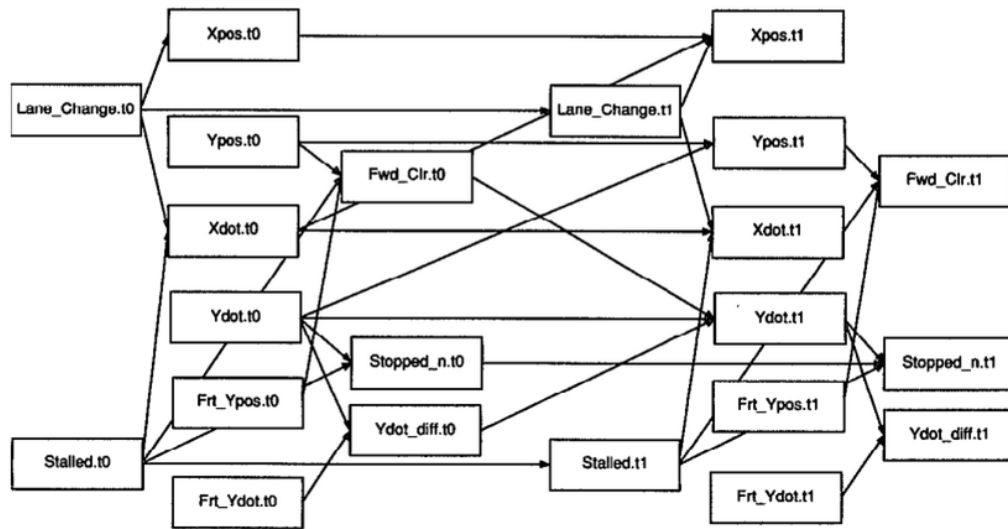 Xpos.t0
Xpos.t1
Lane_Change.t0
Lane_Change.t1
Ypos.t0
Ypos.t1
Fwd_Clr.t0
Fwd_Clr.t1
Xdot.t0
Xdot.t1
Ydot.t0
Ydot.t1
Stopped_n.t0
Stopped_n.t1
Frt_Ypos.t0
Frt_Ypos.t1
Ydot_diff.t0
Ydot_diff.t1
Stalled.t0
Stalled.t1
Frt_Ydot.t0
Frt_Ydot.t1